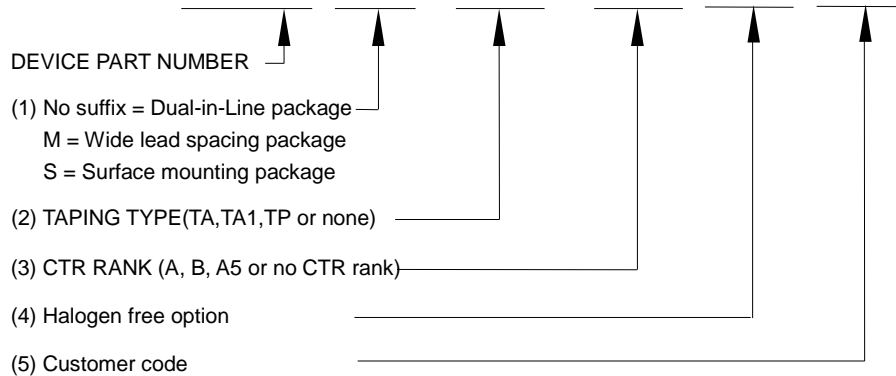 DEVICE PART NUMBER
(1) No suffix = Dual-in-Line package
M = Wide lead spacing package
S = Surface mounting package
(2) TAPING TYPE(TA,TA1,TP or none)
(3) CTR RANK (A, B, A5 or no CTR rank)
(4) Halogen free option
(5) Customer code